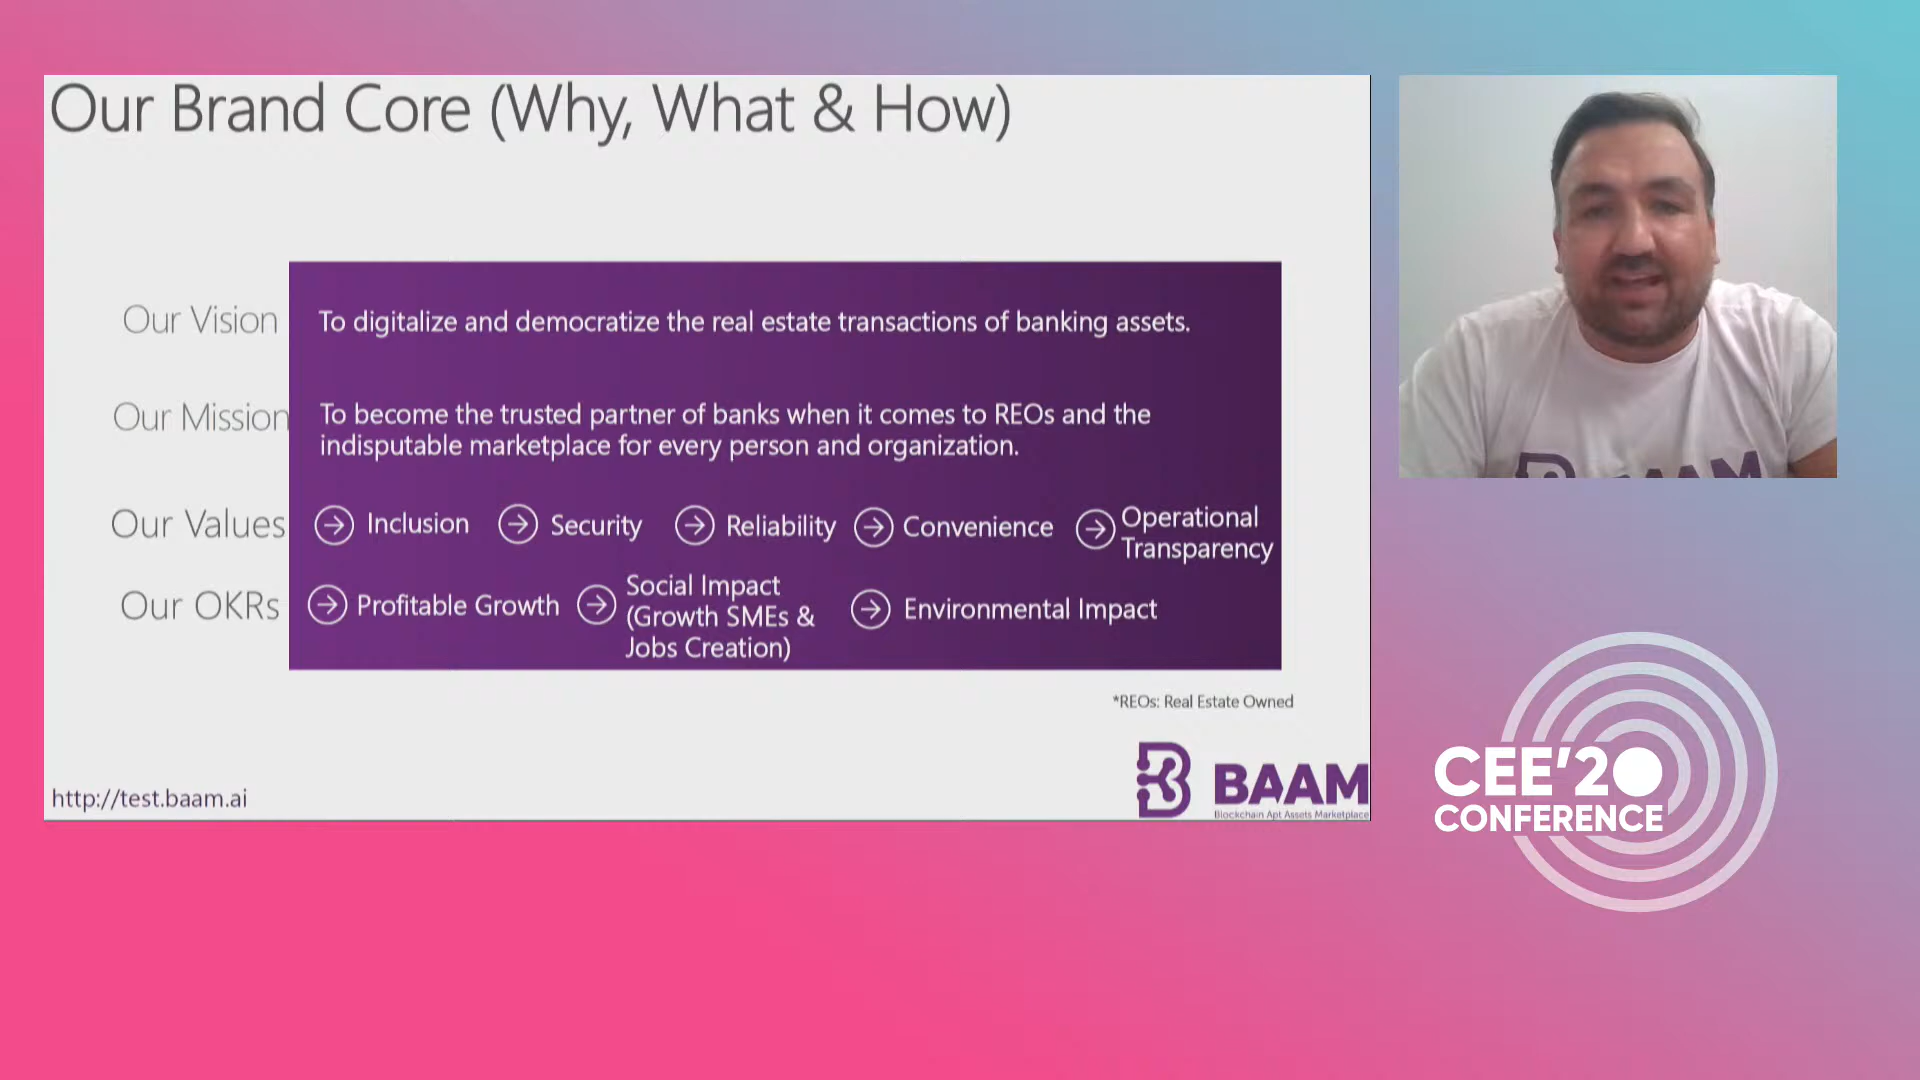 Our Brand Core (Why, What & How)
Our Vision
To digitalize and democratize the real estate transactions of banking assets.
Our Mission
To become the trusted partner of banks when it comes to REOs and the
indisputable marketplace for every person and organization.
Our Values
Inclusion
Security
Reliability
Convenience
Operational
Transparency
Our OKRs
Profitable Growth
Social Impact
(Growth SMEs &
Jobs Creation)
Environmental Impact
*REOs: Real Estate Owned
http://test.baam.ai
BAAM
Blockchain Apt Assets Marketplace
BAAM
CEE'20
CONFERENCE